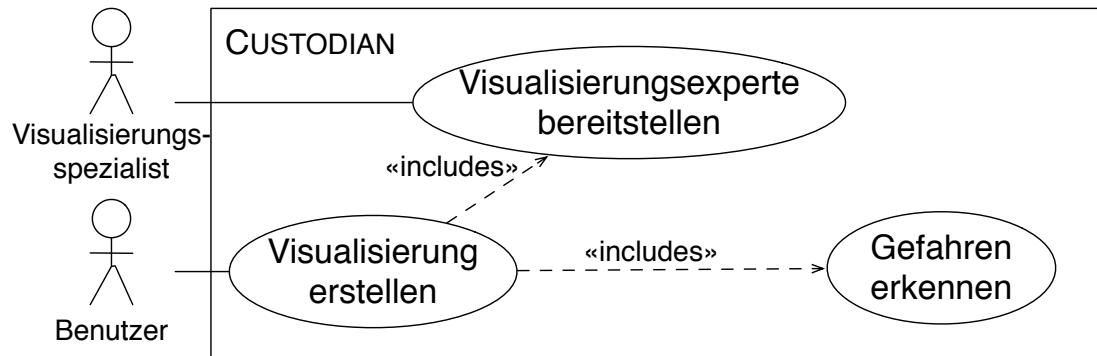 CUSTODIAN
Visualisierungsexperte
bereitstellen
Visualisierungs-
spezialist
«includes»
Visualisierung
erstellen
«includes»
Gefahren
erkennen
Benutzer